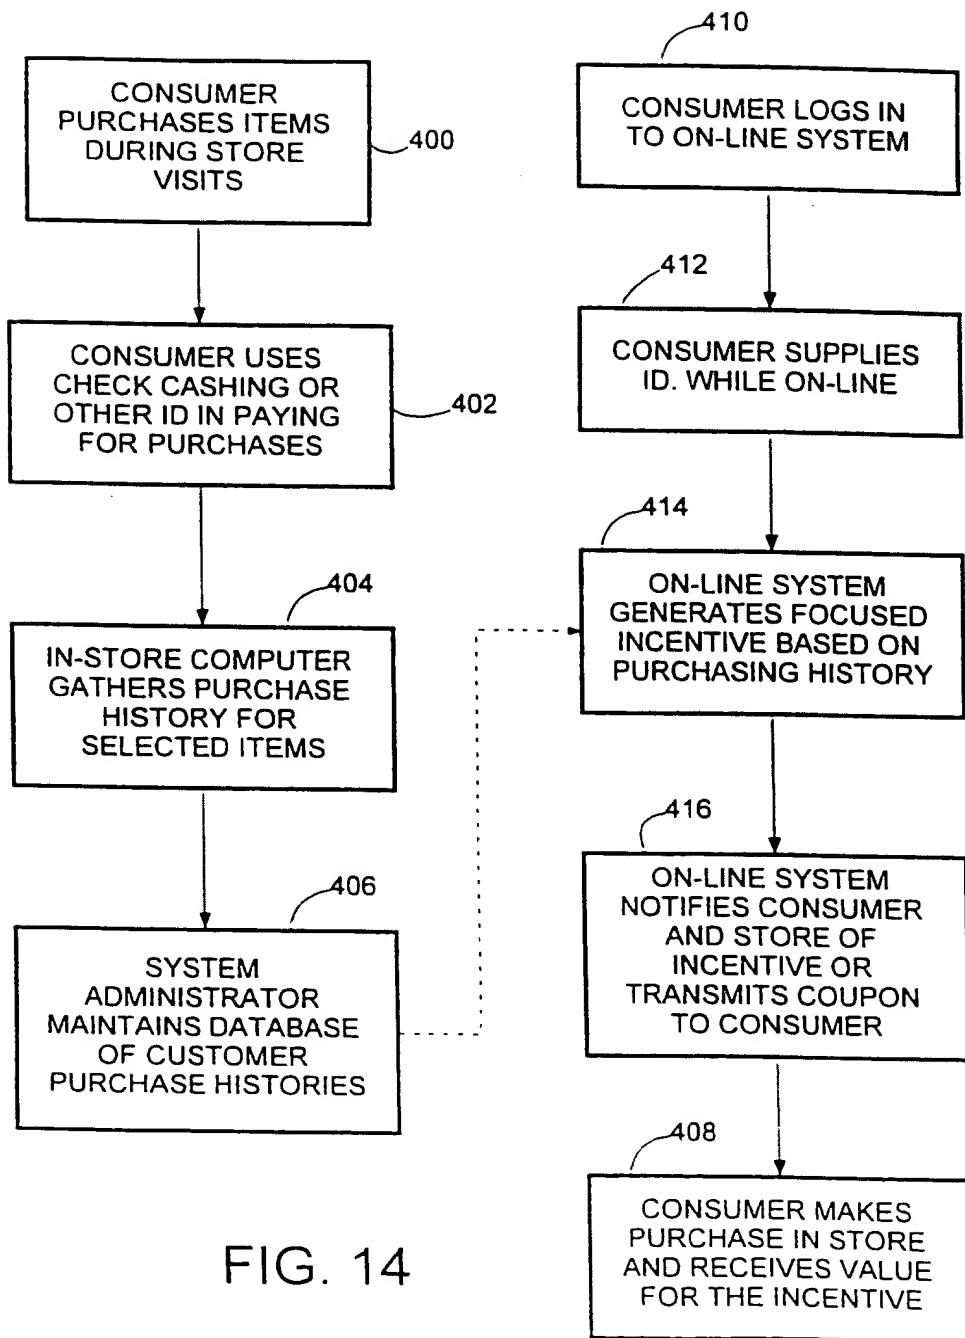 CONSUMER
PURCHASES ITEMS
DURING STORE
VISITS
400
CONSUMER USES
CHECK CASHING OR
OTHER ID IN PAYING
FOR PURCHASES
402
404
IN-STORE COMPUTER
GATHERS PURCHASE
HISTORY FOR
SELECTED ITEMS
406
SYSTEM
ADMINISTRATOR
MAINTAINS DATABASE
OF CUSTOMER
PURCHASE HISTORIES
410
CONSUMER LOGS IN
TO ON-LINE SYSTEM
412
CONSUMER SUPPLIES
ID. WHILE ON-LINE
414
ON-LINE SYSTEM
GENERATES FOCUSED
INCENTIVE BASED ON
PURCHASING HISTORY
416
ON-LINE SYSTEM
NOTIFIES CONSUMER
AND STORE OF
INCENTIVE OR
TRANSMITS COUPON
TO CONSUMER
408
CONSUMER MAKES
PURCHASE IN STORE
AND RECEIVES VALUE
FOR THE INCENTIVE
FIG. 14